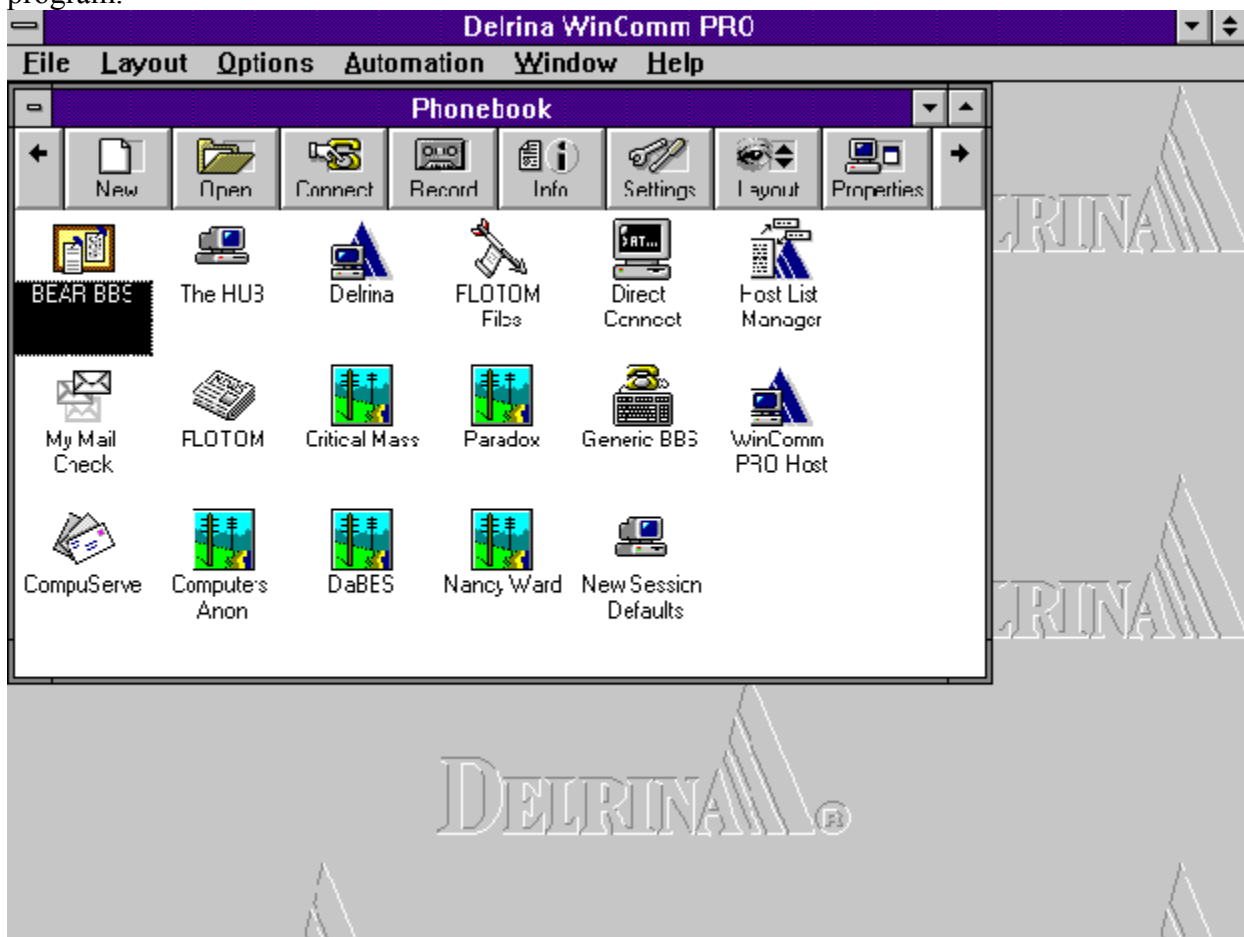 program.
Delrina WinComm PRO
File Layout Options Automation Window Help
Phonebook
New Open Connect Record Info Settings Layout Properties
BEAR BBS The HUB Delrina FLOTOM Files Direct Connect Host List Manager
My Mail Check FLOTOM Critical Mass Paradox Generic BBS WinComm PRO Host
CompuServe Computers Anon DaBBS Nancy Ward New Session Defaults
DELRINA
DELRINA
DELRINA®